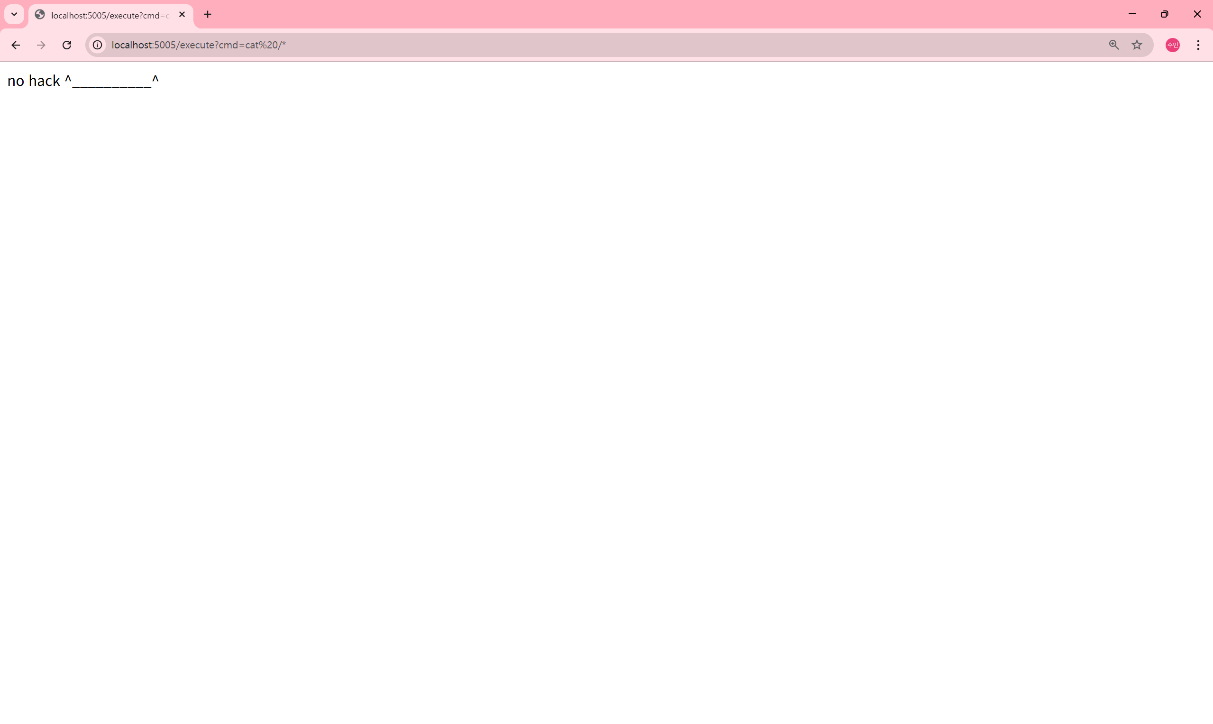 localhost:5005/execute?cmd=c
localhost:5005/execute?cmd=cat%20/*
no hack ^__________^